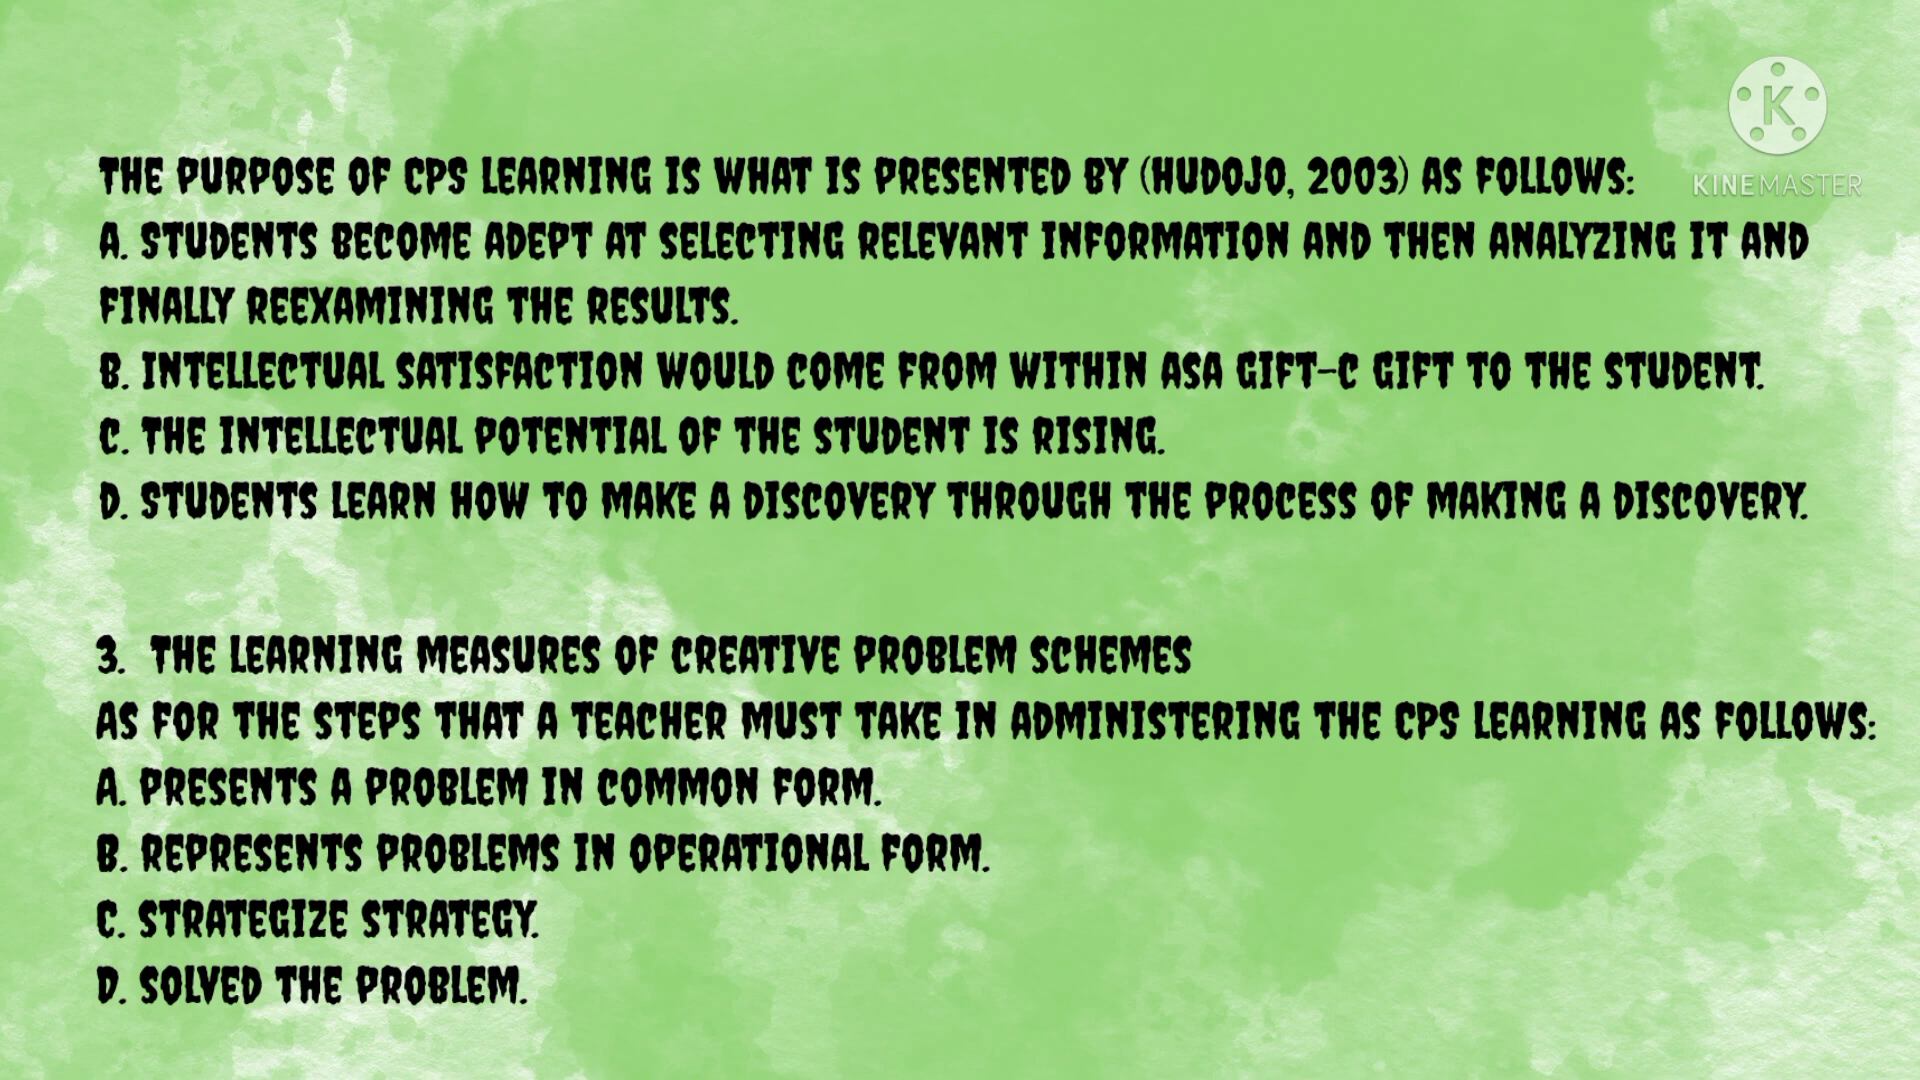 THE PURPOSE OF CPS LEARNING IS WHAT IS PRESENTED BY (HUDOJO, 2003) AS FOLLOWS:
A. STUDENTS BECOME ADEPT AT SELECTING RELEVANT INFORMATION AND THEN ANALYZING IT AND
FINALLY REEXAMINING THE RESULTS.
B. INTELLECTUAL SATISFACTION WOULD COME FROM WITHIN ASA GIFT-C GIFT TO THE STUDENT.
C. THE INTELLECTUAL POTENTIAL OF THE STUDENT IS RISING.
D. STUDENTS LEARN HOW TO MAKE A DISCOVERY THROUGH THE PROCESS OF MAKING A DISCOVERY.
3. THE LEARNING MEASURES OF CREATIVE PROBLEM SCHEMES
AS FOR THE STEPS THAT A TEACHER MUST TAKE IN ADMINISTERING THE CPS LEARNING AS FOLLOWS:
A. PRESENTS A PROBLEM IN COMMON FORM.
B. REPRESENTS PROBLEMS IN OPERATIONAL FORM.
C. STRATEGIZE STRATEGY.
D. SOLVED THE PROBLEM.
K
KINEMASTER